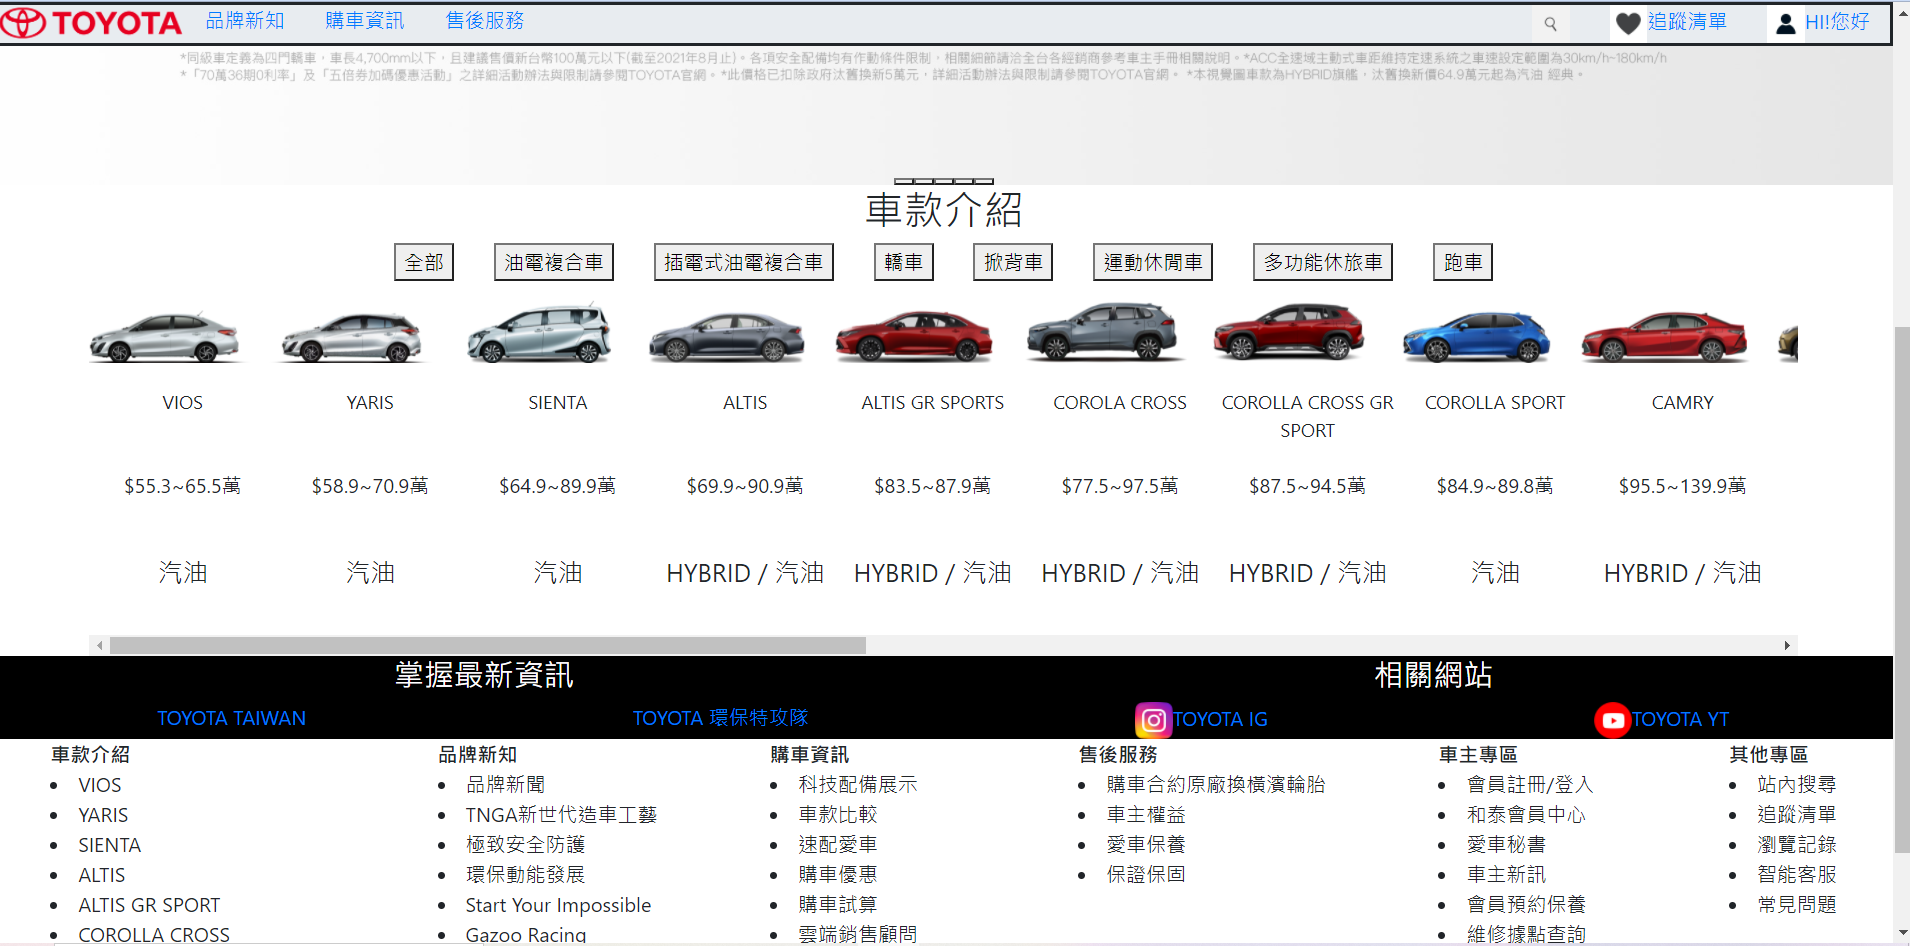 TOYOTA 品牌新知 購車資訊 售後服務 追蹤清單 HI!您好
*同級車定義為四門轎車，車長4,700mm以下，且建議售價新台幣100萬元以下(截至2021年8月止)。各項安全配備均有作動條件限制，相關細節請洽全台各經銷商參考車主手冊相關說明。*ACC全速域主動式車距維持定速系統之車速設定範圍為30km/h~180km/h
*「70萬36期0利率」及「五倍券加碼優惠活動」之詳細活動辦法與限制請參閱TOYOTA官網。*此價格已扣除政府汰舊換新5萬元，詳細活動辦法與限制請參閱TOYOTA官網。 *本視覺圖車款為HYBRID旗艦，汰舊換新價64.9萬元起為汽油 經典。
車款介紹
全部 油電複合車 插電式油電複合車 轎車 掀背車 運動休閒車 多功能休旅車 跑車
VIOS YARIS SIENTA ALTIS ALTIS GR SPORTS COROLA CROSS COROLLA CROSS GR SPORT COROLLA SPORT CAMRY
$55.3~65.5萬 $58.9~70.9萬 $64.9~89.9萬 $69.9~90.9萬 $83.5~87.9萬 $77.5~97.5萬 $87.5~94.5萬 $84.9~89.8萬 $95.5~139.9萬
汽油 汽油 汽油 HYBRID / 汽油 HYBRID / 汽油 HYBRID / 汽油 HYBRID / 汽油 汽油 HYBRID / 汽油
掌握最新資訊 相關網站
TOYOTA TAIWAN TOYOTA 環保特攻隊 TOYOTA IG TOYOTA YT
車款介紹
VIOS
YARIS
SIENTA
ALTIS
ALTIS GR SPORT
COROLLA CROSS
品牌新知
品牌新聞
TNGA新世代造車工藝
極致安全防護
環保動能發展
Start Your Impossible
Gazoo Racing
購車資訊
科技配備展示
車款比較
速配愛車
購車優惠
購車試算
雲端銷售顧問
售後服務
購車合約原廠換橫濱輪胎
車主權益
愛車保養
保證保固
車主專區
會員註冊/登入
和泰會員中心
愛車秘書
車主新訊
會員預約保養
維修據點查詢
其他專區
站內搜尋
追蹤清單
瀏覽記錄
智能客服
常見問題